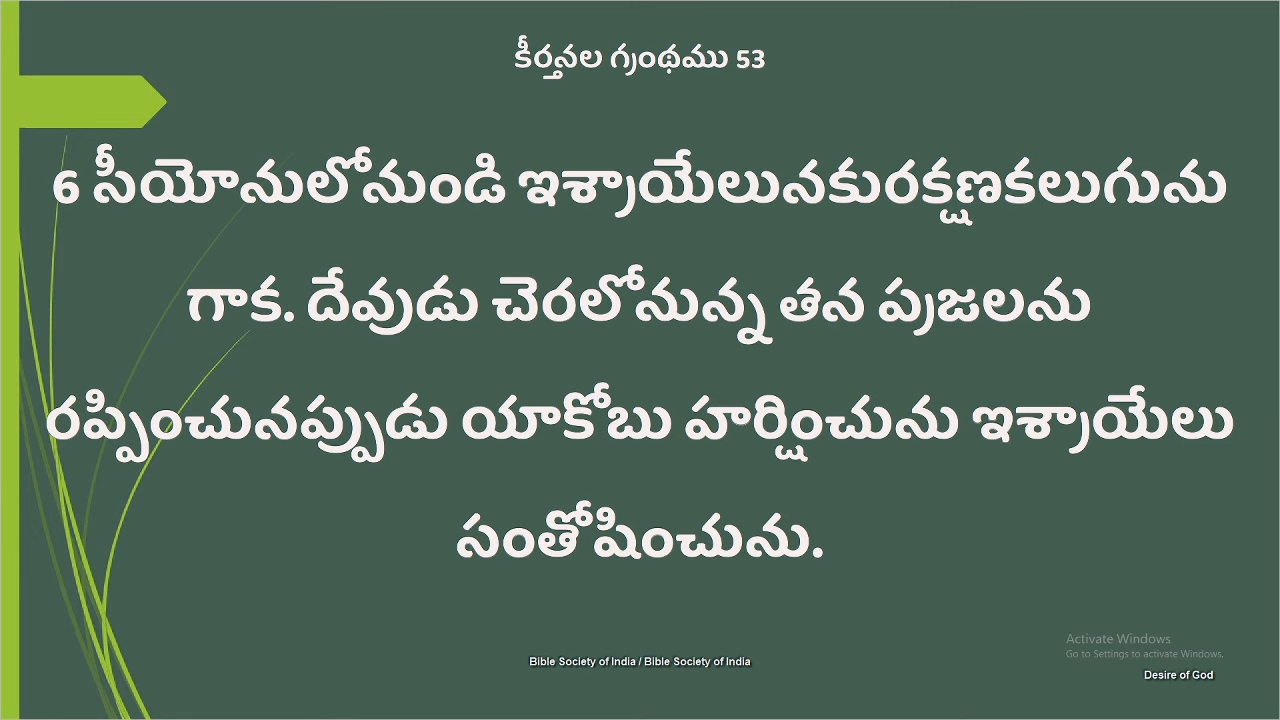 కీర్తనల గ్రంథము 53
6 సీయోనులోనుండి ఇశ్రాయేలునకురక్షణకలుగును
గాక. దేవుడు చెరలోనున్న తన ప్రజలను
రప్పించునప్పుడు యాకోబు హర్షించును ఇశ్రాయేలు
సంతోషించును.
Activate Windows
Go to Settings to activate Windows.
Bible Society of India / Bible Society of India
Desire of God